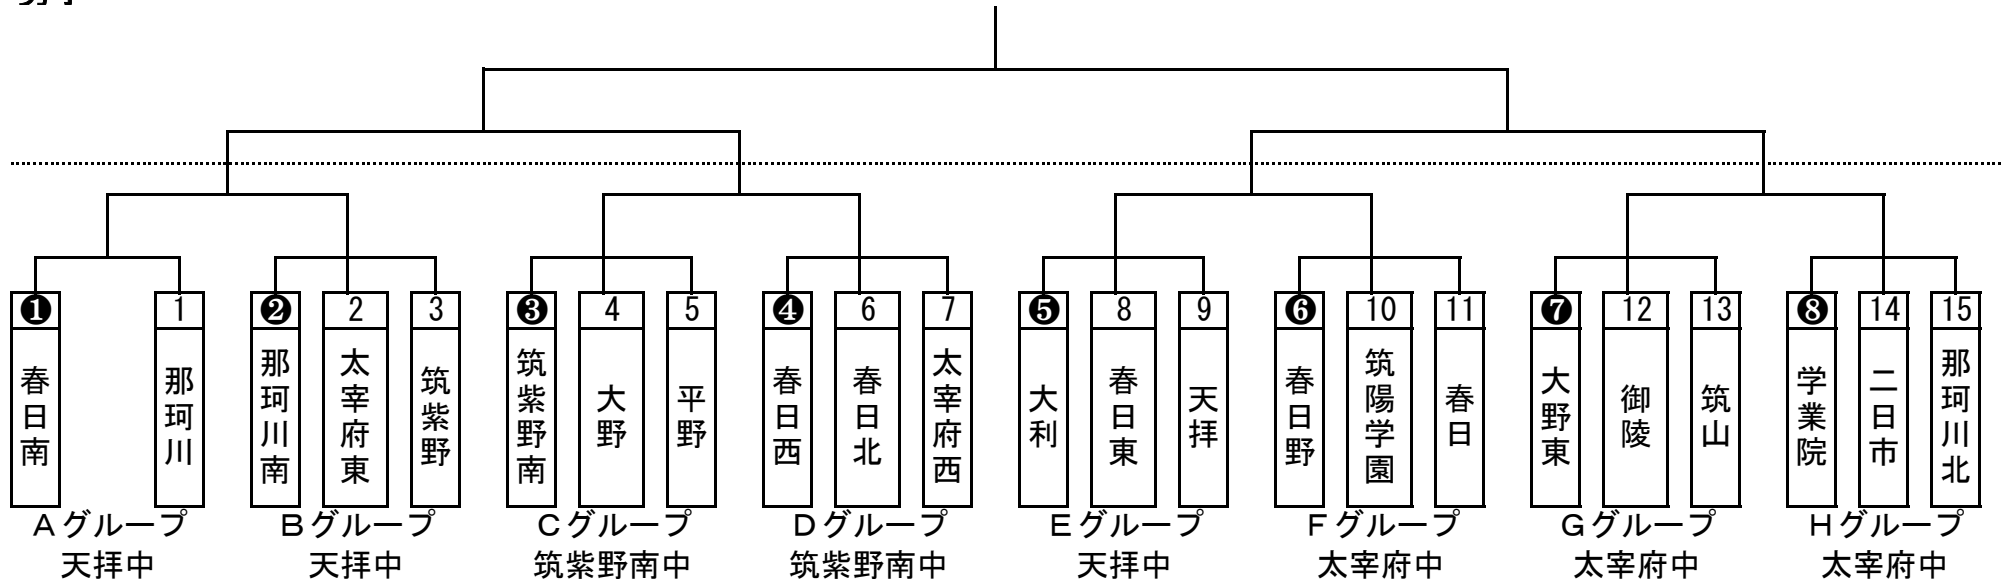 ❶ 1 ❷ 2 3 ❸ 4 5 ❹ 6 7 ❺ 8 9 ❻ 10 11 ❼ 12 13 ❽ 14 15
春日南
那珂川
那珂川南
太宰府東
筑紫野
筑紫野南
大野
平野
春日西
春日北
太宰府西
大利
春日東
天拝
春日野
筑陽学園
春日
大野東
御陵
筑山
学業院
二日市
那珂川北
Aグループ Bグループ Cグループ Dグループ Eグループ Fグループ Gグループ Hグループ
天拝中 天拝中 筑紫野南中 筑紫野南中 天拝中 太宰府中 太宰府中 太宰府中